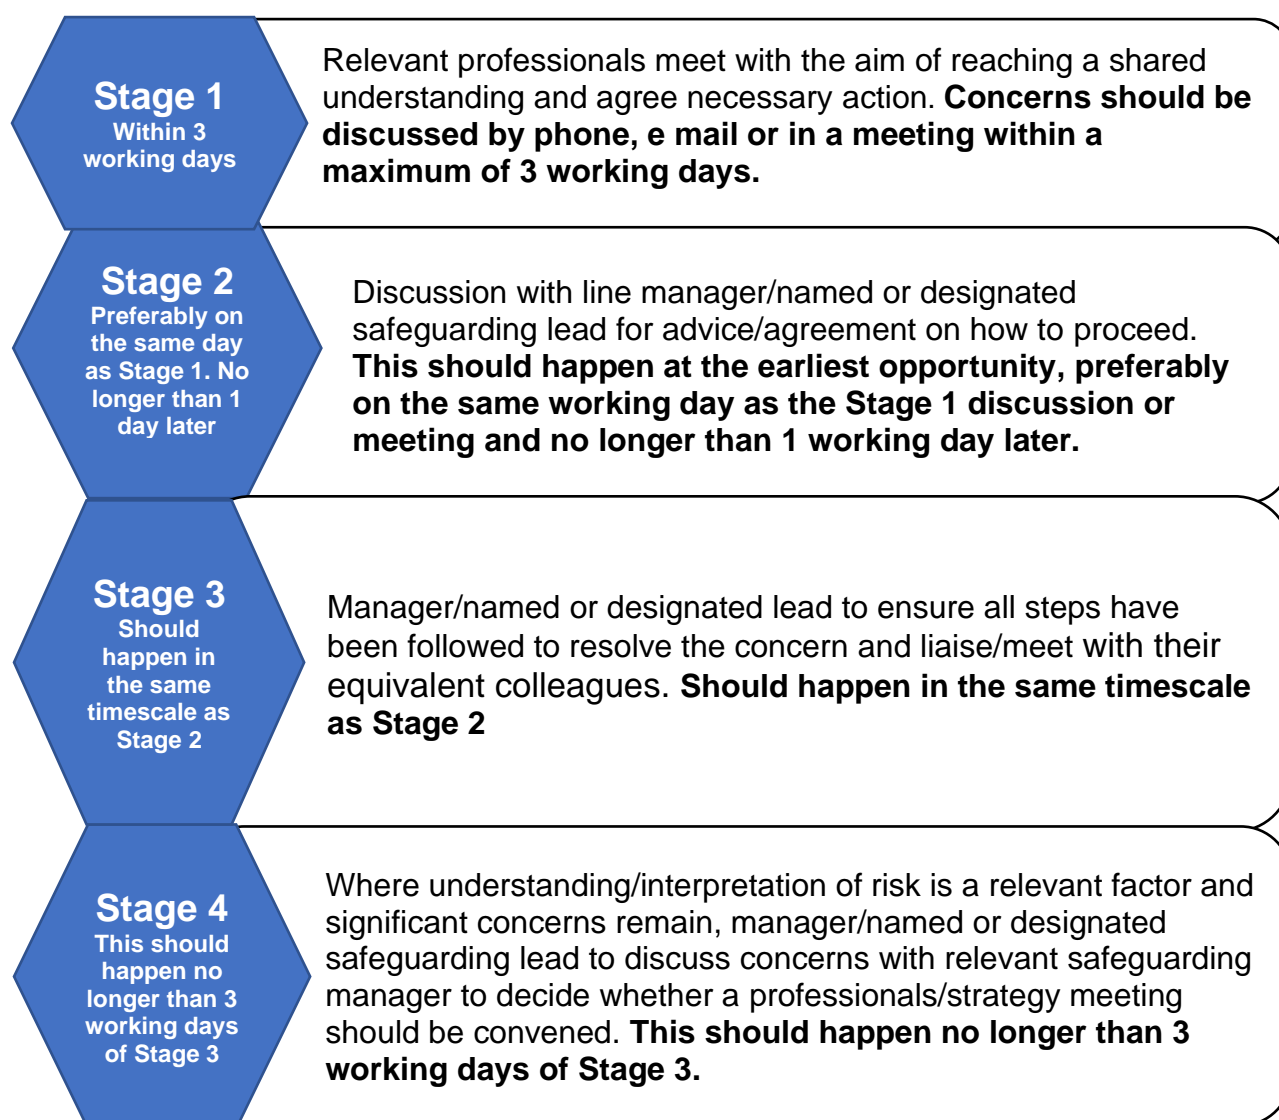 Stage 1
Within 3
working days
Relevant professionals meet with the aim of reaching a shared
understanding and agree necessary action. Concerns should be
discussed by phone, e mail or in a meeting within a
maximum of 3 working days.
Stage 2
Preferably on
the same day
as Stage 1. No
longer than 1
day later
Discussion with line manager/named or designated
safeguarding lead for advice/agreement on how to proceed.
This should happen at the earliest opportunity, preferably
on the same working day as the Stage 1 discussion or
meeting and no longer than 1 working day later.
Stage 3
Should
happen in
the same
timescale as
Stage 2
Manager/named or designated lead to ensure all steps have
been followed to resolve the concern and liaise/meet with their
equivalent colleagues. Should happen in the same timescale
as Stage 2
Stage 4
This should
happen no
longer than 3
working days
of Stage 3
Where understanding/interpretation of risk is a relevant factor and
significant concerns remain, manager/named or designated
safeguarding lead to discuss concerns with relevant safeguarding
manager to decide whether a professionals/strategy meeting
should be convened. This should happen no longer than 3
working days of Stage 3.